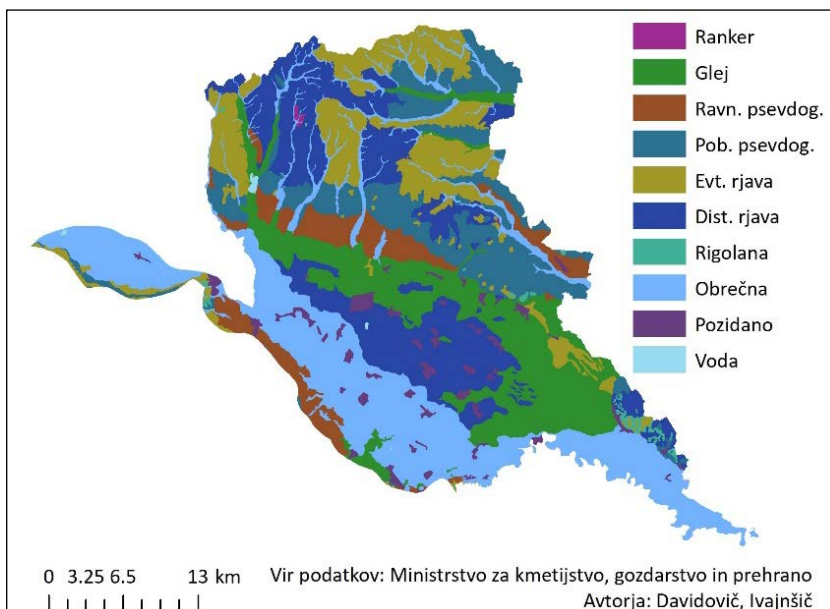 Ranker
Glej
Ravn. psevdog.
Pob. psevdog.
Evt. rjava
Dist. rjava
Rigolana
Obrečna
Pozidano
Voda
0 3.25 6.5 13 km
Vir podatkov: Ministrstvo za kmetijstvo, gozdarstvo in prehrano
Avtorja: Davidovič, Ivajnšič